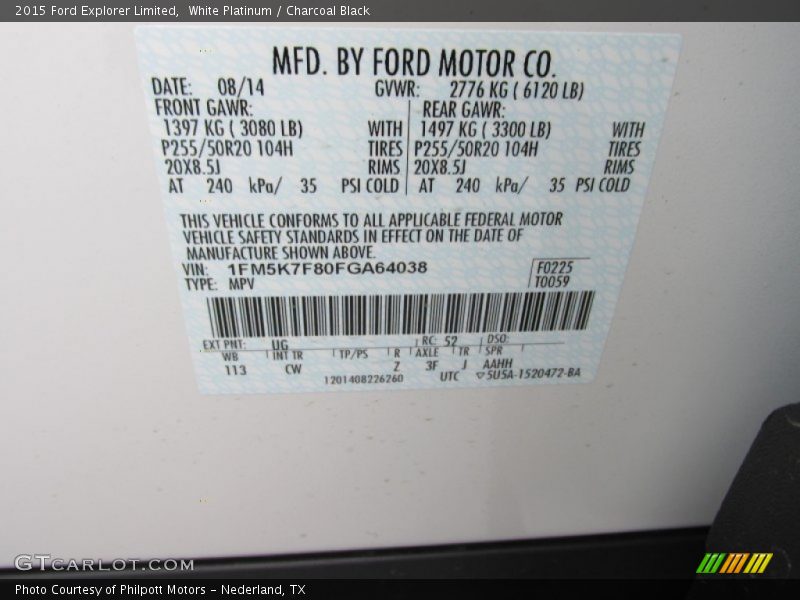 2015 Ford Explorer Limited, White Platinum / Charcoal Black
MFD. BY FORD MOTOR CO.
DATE: 08/14 GVWR: 2776 KG ( 6120 LB)
FRONT GAWR: REAR GAWR:
1397 KG ( 3080 LB) WITH 1497 KG ( 3300 LB) WITH
P255/50R20 104H TIRES P255/50R20 104H TIRES
20X8.5J RIMS 20X8.5J RIMS
AT 240 kPa/ 35 PSI COLD AT 240 kPa/ 35 PSI COLD
THIS VEHICLE CONFORMS TO ALL APPLICABLE FEDERAL MOTOR
VEHICLE SAFETY STANDARDS IN EFFECT ON THE DATE OF
MANUFACTURE SHOWN ABOVE.
VIN: 1FM5K7F80FGA64038 F0225
TYPE: MPV T0059
EXT PNT: UG RC: 52 DSO:
WB INT TR TP/PS R AXLE TR SPR
113 CW Z 3F J AAHH
1201408226260 UTC ▽5USA-1520472-BA
GTCARLOT.COM
Photo Courtesy of Philpott Motors - Nederland, TX